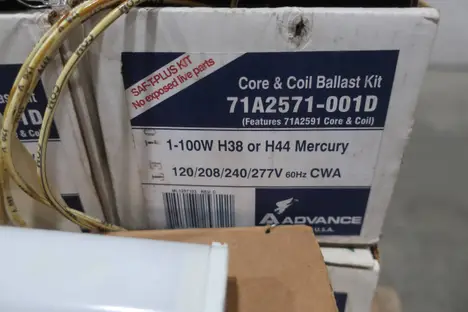 SAF-T-PLUS KIT
No exposed live parts
Core & Coil Ballast Kit
71A2571-001D
(Features 71A2591 Core & Coil)
1-100W H38 or H44 Mercury
120/208/240/277V 60Hz CWA
ADVANCE
U.S.A.
1D